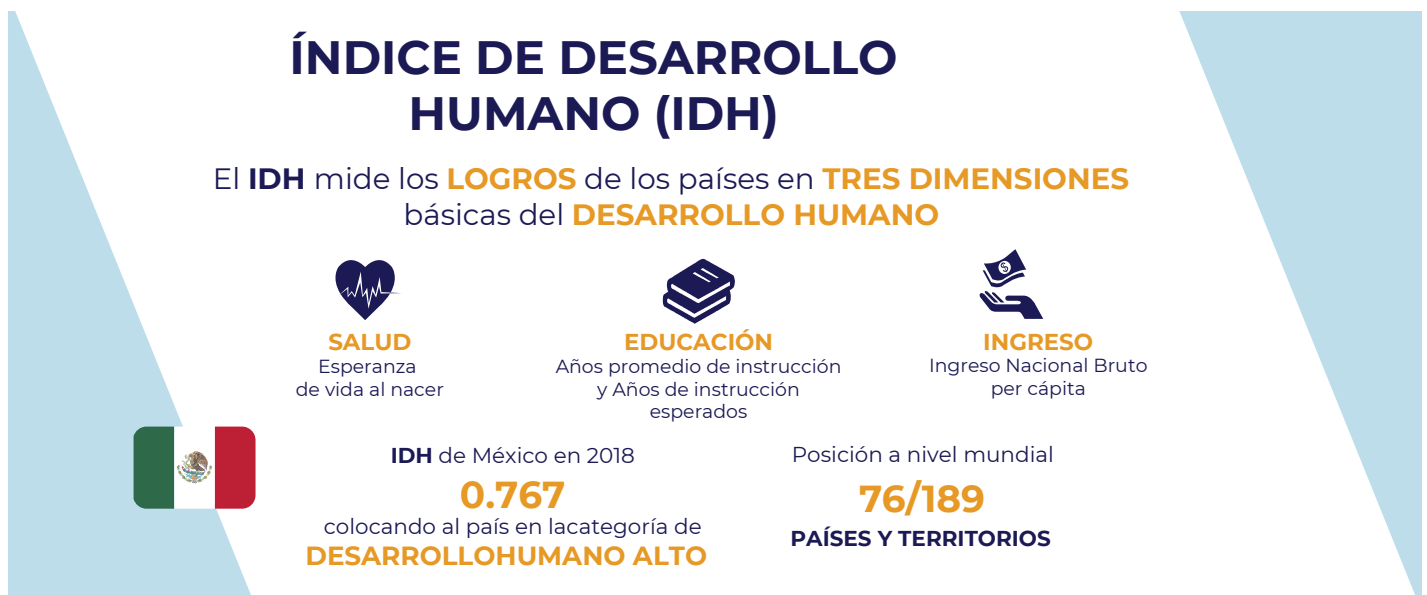 ÍNDICE DE DESARROLLO
HUMANO (IDH)
El IDH mide los LOGROS de los países en TRES DIMENSIONES
básicas del DESARROLLO HUMANO
SALUD
Esperanza
de vida al nacer
EDUCACIÓN
Años promedio de instrucción
y Años de instrucción
esperados
INGRESO
Ingreso Nacional Bruto
per cápita
IDH de México en 2018
0.767
colocando al país en lacategoría de
DESARROLLOHUMANO ALTO
Posición a nivel mundial
76/189
PAÍSES Y TERRITORIOS